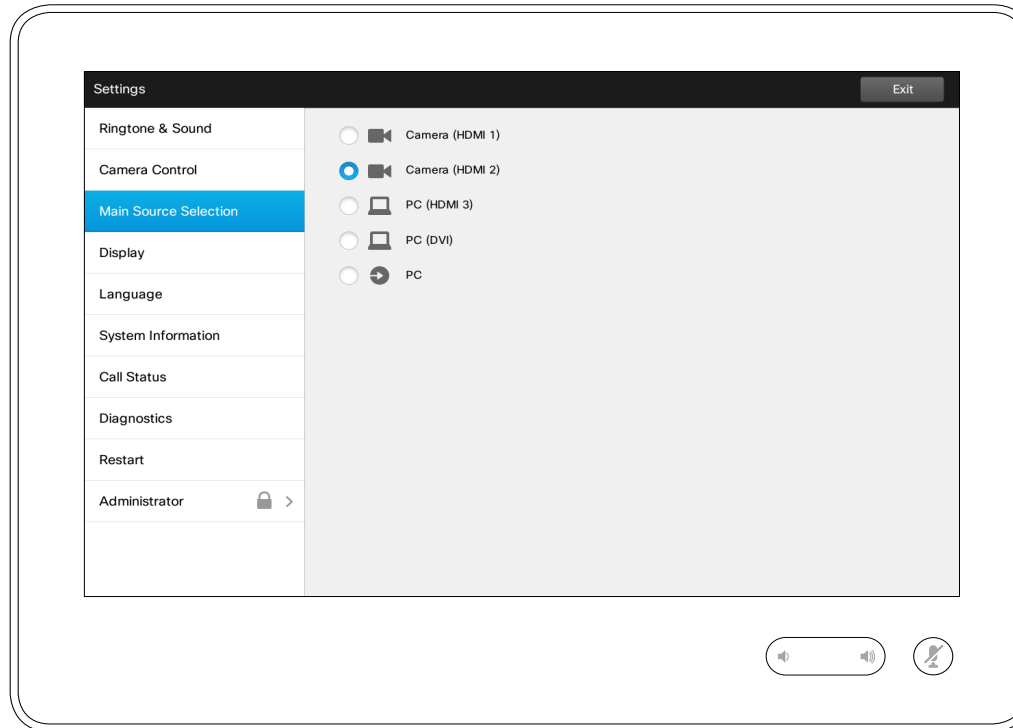 Settings
Exit
Ringtone & Sound
Camera Control
Main Source Selection
Display
Language
System Information
Call Status
Diagnostics
Restart
Administrator
Camera (HDMI 1)
Camera (HDMI 2)
PC (HDMI 3)
PC (DVI)
PC